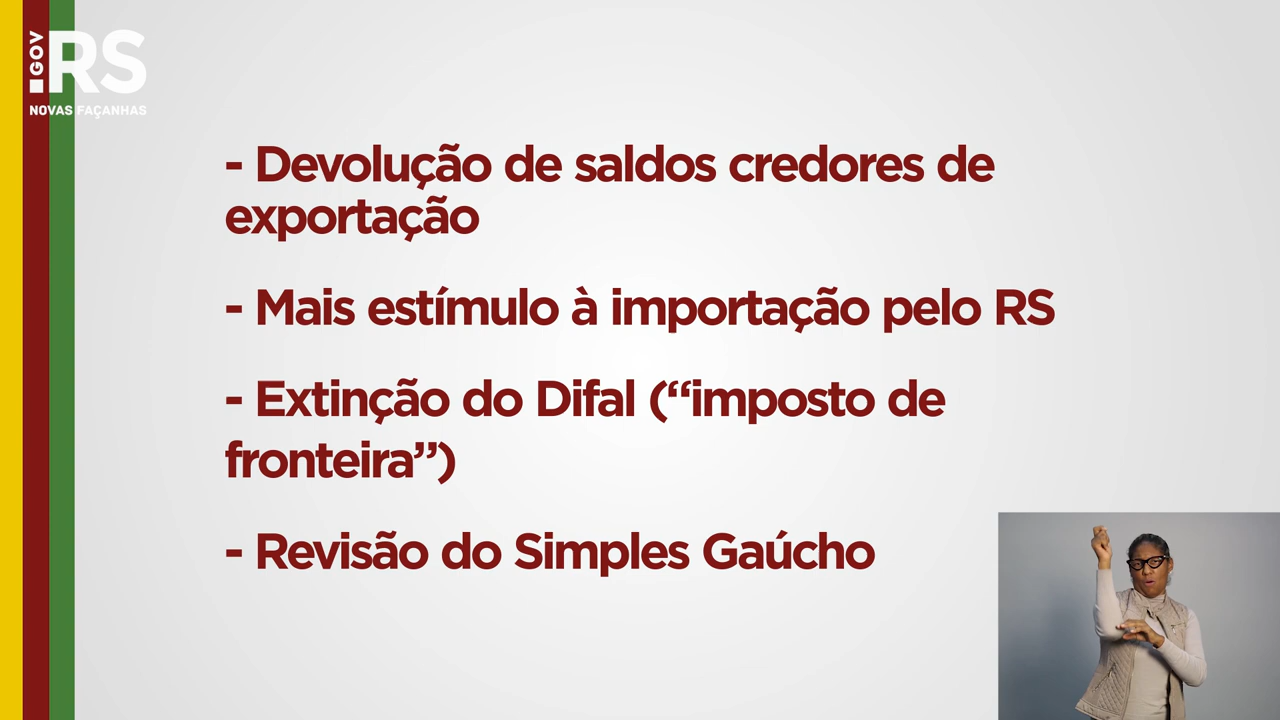 .GOV
RS
NOVAS FAÇANHAS
- Devolução de saldos credores de
exportação
- Mais estímulo à importação pelo RS
- Extinção do Difal (“imposto de
fronteira”)
- Revisão do Simples Gaúcho